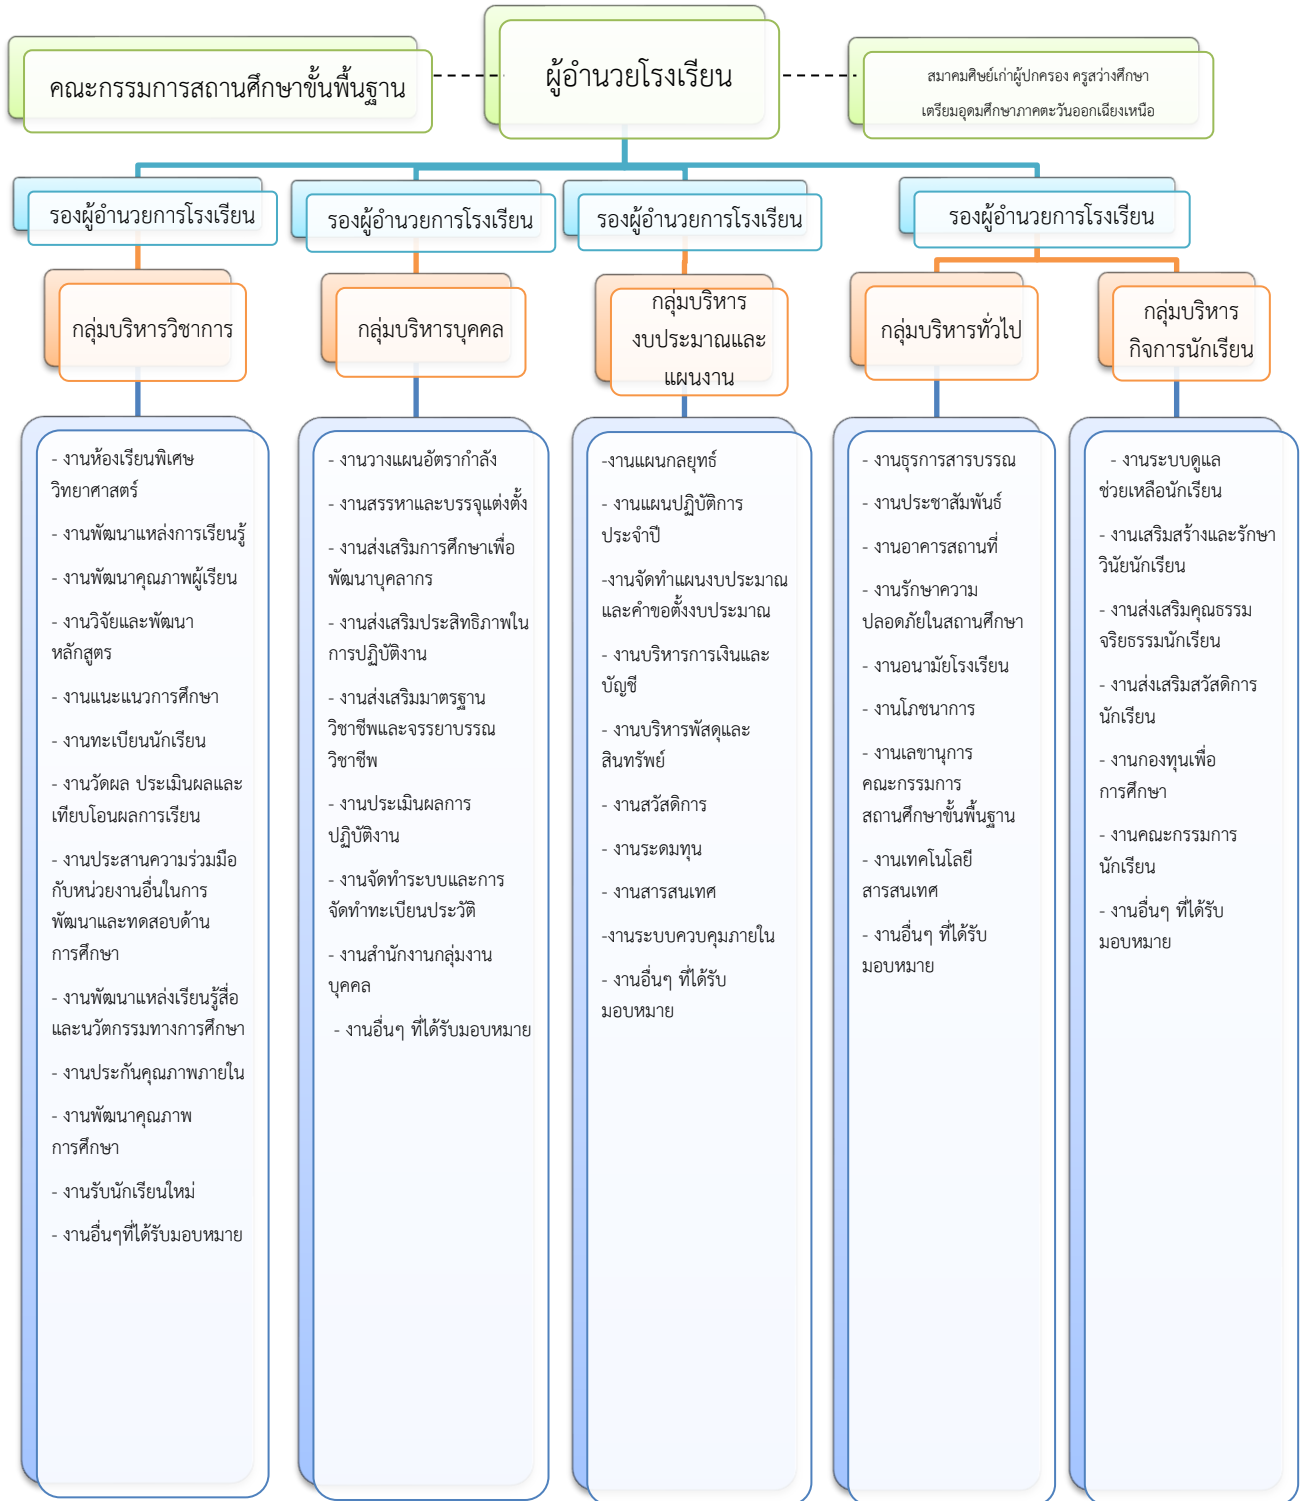 คณะกรรมการสถานศึกษาขั้นพื้นฐาน
ผู้อำนวยโรงเรียน
สมาคมศิษย์เก่าผู้ปกครอง ครูสว่างศึกษา
เตรียมอุดมศึกษาภาคตะวันออกเฉียงเหนือ
รองผู้อำนวยการโรงเรียน
รองผู้อำนวยการโรงเรียน
รองผู้อำนวยการโรงเรียน
รองผู้อำนวยการโรงเรียน
กลุ่มบริหารวิชาการ
กลุ่มบริหารบุคคล
กลุ่มบริหาร
งบประมาณและ
แผนงาน
กลุ่มบริหารทั่วไป
กลุ่มบริหาร
กิจการนักเรียน
- งานห้องเรียนพิเศษ
วิทยาศาสตร์
- งานพัฒนาแหล่งการเรียนรู้
- งานพัฒนาคุณภาพผู้เรียน
- งานวิจัยและพัฒนา
หลักสูตร
- งานแนะแนวการศึกษา
- งานทะเบียนนักเรียน
- งานวัดผล ประเมินผลและ
เทียบโอนผลการเรียน
- งานประสานความร่วมมือ
กับหน่วยงานอื่นในการ
พัฒนาและทดสอบด้าน
การศึกษา
- งานพัฒนาแหล่งเรียนรู้สื่อ
และนวัตกรรมทางการศึกษา
- งานประกันคุณภาพภายใน
- งานพัฒนาคุณภาพ
การศึกษา
- งานรับนักเรียนใหม่
- งานอื่นๆที่ได้รับมอบหมาย
- งานวางแผนอัตรากำลัง
- งานสรรหาและบรรจุแต่งตั้ง
- งานส่งเสริมการศึกษาเพื่อ
พัฒนาบุคลากร
- งานส่งเสริมประสิทธิภาพใน
การปฏิบัติงาน
- งานส่งเสริมมาตรฐาน
วิชาชีพและจรรยาบรรณ
วิชาชีพ
- งานประเมินผลการ
ปฏิบัติงาน
- งานจัดทำระบบและการ
จัดทำทะเบียนประวัติ
- งานสำนักงานกลุ่มงาน
บุคคล
- งานอื่นๆ ที่ได้รับมอบหมาย
-งานแผนกลยุทธ์
- งานแผนปฏิบัติการ
ประจำปี
-งานจัดทำแผนงบประมาณ
และคำขอตั้งงบประมาณ
- งานบริหารการเงินและ
บัญชี
- งานบริหารพัสดุและ
สินทรัพย์
- งานสวัสดิการ
- งานระดมทุน
- งานสารสนเทศ
-งานระบบควบคุมภายใน
- งานอื่นๆ ที่ได้รับ
มอบหมาย
- งานธุรการสารบรรณ
- งานประชาสัมพันธ์
- งานอาคารสถานที่
- งานรักษาความ
ปลอดภัยในสถานศึกษา
- งานอนามัยโรงเรียน
- งานโภชนาการ
- งานเลขานุการ
คณะกรรมการ
สถานศึกษาขั้นพื้นฐาน
- งานเทคโนโลยี
สารสนเทศ
- งานอื่นๆ ที่ได้รับ
มอบหมาย
- งานระบบดูแล
ช่วยเหลือนักเรียน
- งานเสริมสร้างและรักษา
วินัยนักเรียน
- งานส่งเสริมคุณธรรม
จริยธรรมนักเรียน
- งานส่งเสริมสวัสดิการ
นักเรียน
- งานกองทุนเพื่อ
การศึกษา
- งานคณะกรรมการ
นักเรียน
- งานอื่นๆ ที่ได้รับ
มอบหมาย